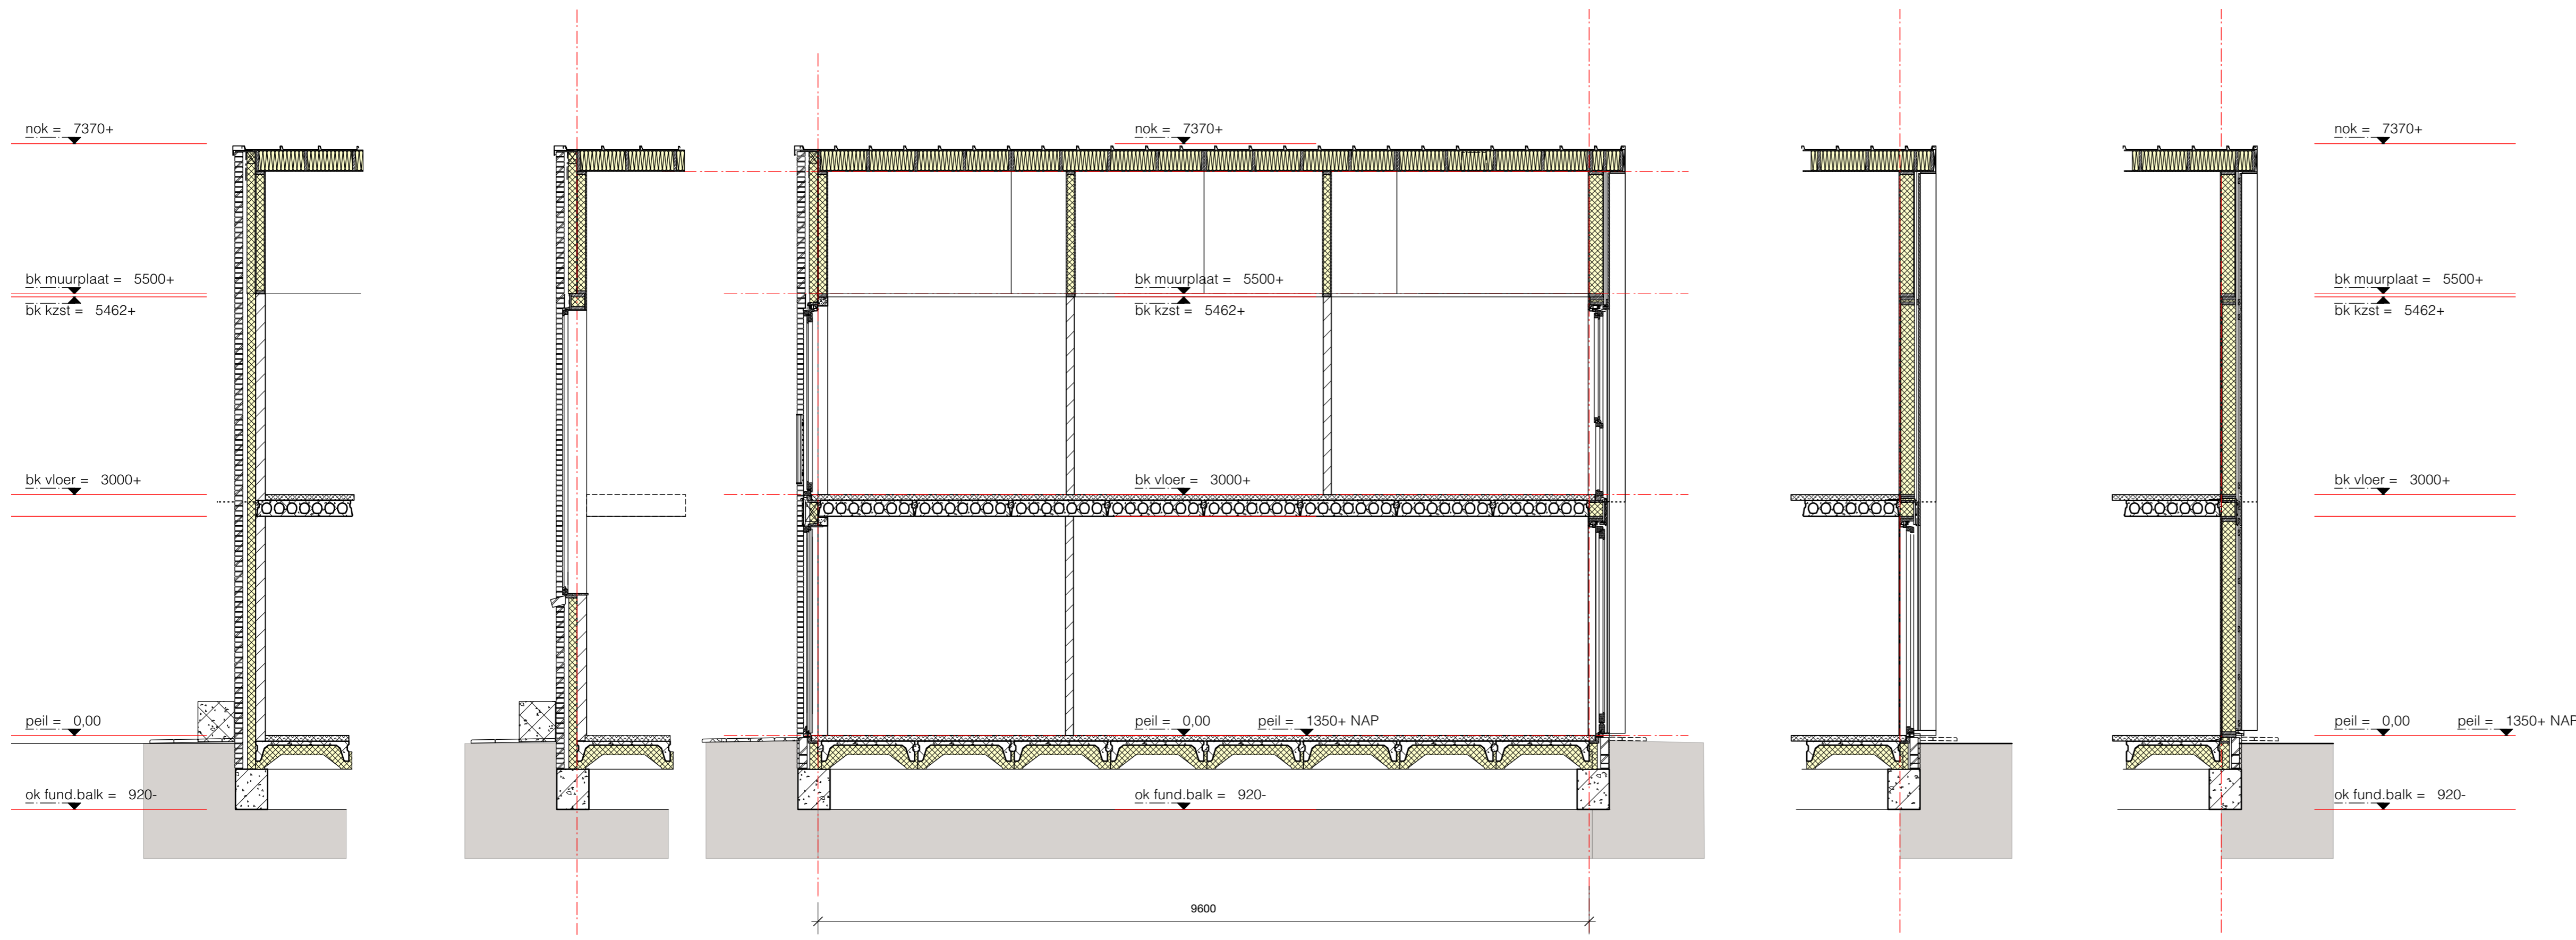 nok = 7370+
nok = 7370+
nok = 7370+
bk muurplaat = 5500+
bk muurplaat = 5500+
bk muurplaat = 5500+
bk kzst = 5462+
bk kzst = 5462+
bk kzst = 5462+
bk vloer = 3000+
bk vloer = 3000+
bk vloer = 3000+
peil = 0,00
peil = 0,00 peil = 1350+ NAP
peil = 0,00 peil = 1350+ NAP
ok fund.balk = 920-
ok fund.balk = 920-
ok fund.balk = 920-
9600